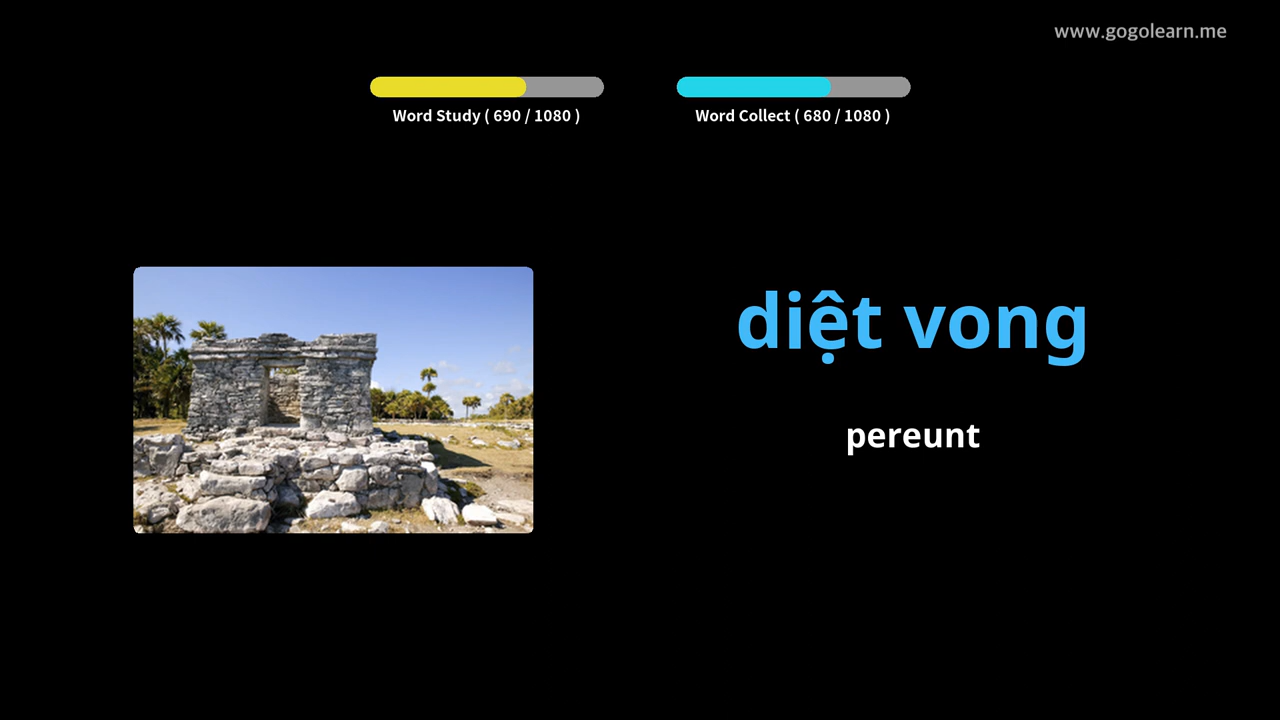 www.gogolearn.me
Word Study ( 690 / 1080 )
Word Collect ( 680 / 1080 )
diệt vong
pereunt